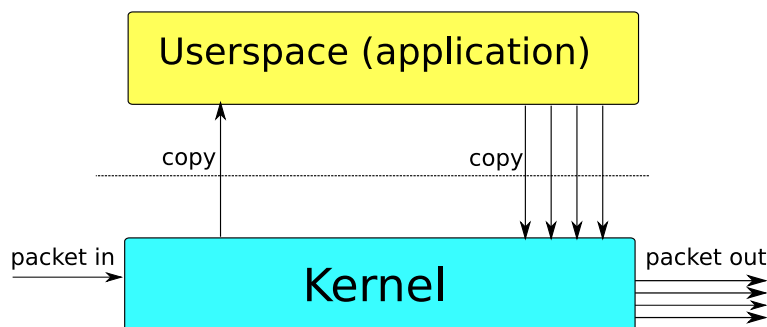 Userspace (application)
copy
copy
packet in
packet out
Kernel